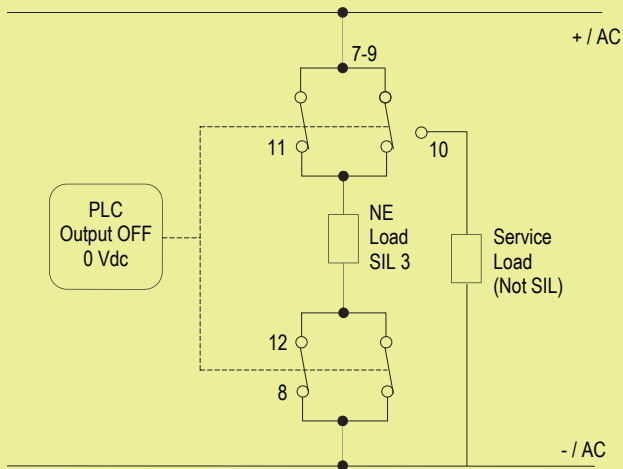 + / AC
7-9
11
10
PLC
Output OFF
0 Vdc
NE
Load
SIL 3
Service
Load
(Not SIL)
12
8
- / AC